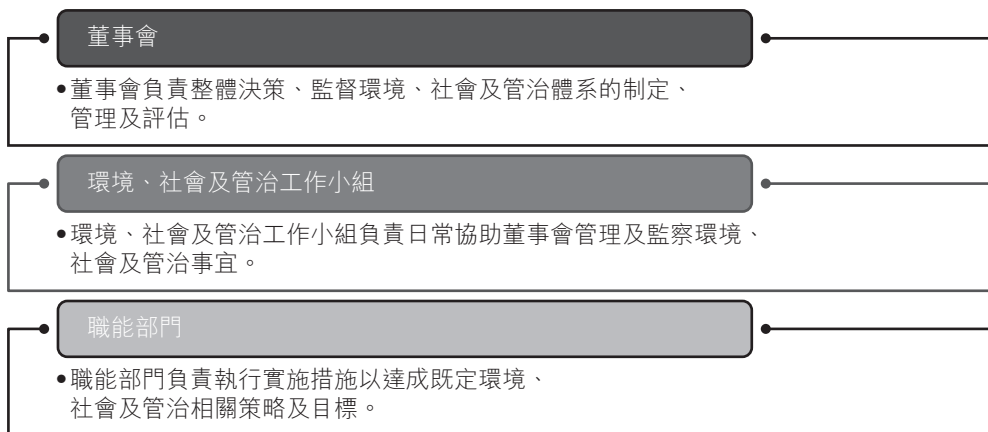 董事會
•董事會負責整體決策、監督環境、社會及管治體系的制定、
管理及評估。
環境、社會及管治工作小組
•環境、社會及管治工作小組負責日常協助董事會管理及監察環境、
社會及管治事宜。
職能部門
•職能部門負責執行實施措施以達成既定環境、
社會及管治相關策略及目標。